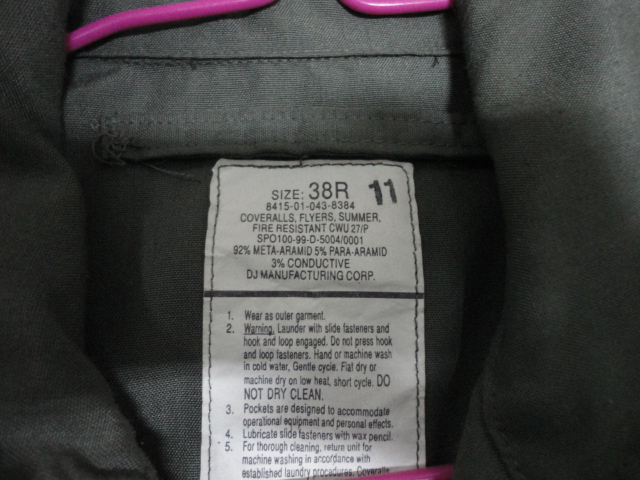 SIZE: 38R 11
8415-01-043-8384
COVERALLS, FLYERS, SUMMER,
FIRE RESISTANT CWU 27/P
SPO100-99-D-5004/0001
92% META-ARAMID 5% PARA-ARAMID
3% CONDUCTIVE
DJ MANUFACTURING CORP.
1. Wear as outer garment.
2. Warning, Launder with slide fasteners and
hook and loop engaged. Do not press hook
and loop fasteners. Hand or machine wash
in cold water, Gentle cycle. Flat dry or
machine dry on low heat, short cycle. DO
NOT DRY CLEAN.
3. Pockets are designed to accommodate
operational equipment and personal effects.
4. Lubricate slide fasteners with wax pencil.
5. For thorough cleaning, return unit for
machine washing in accordance with
established laundry procedures. Coveralls